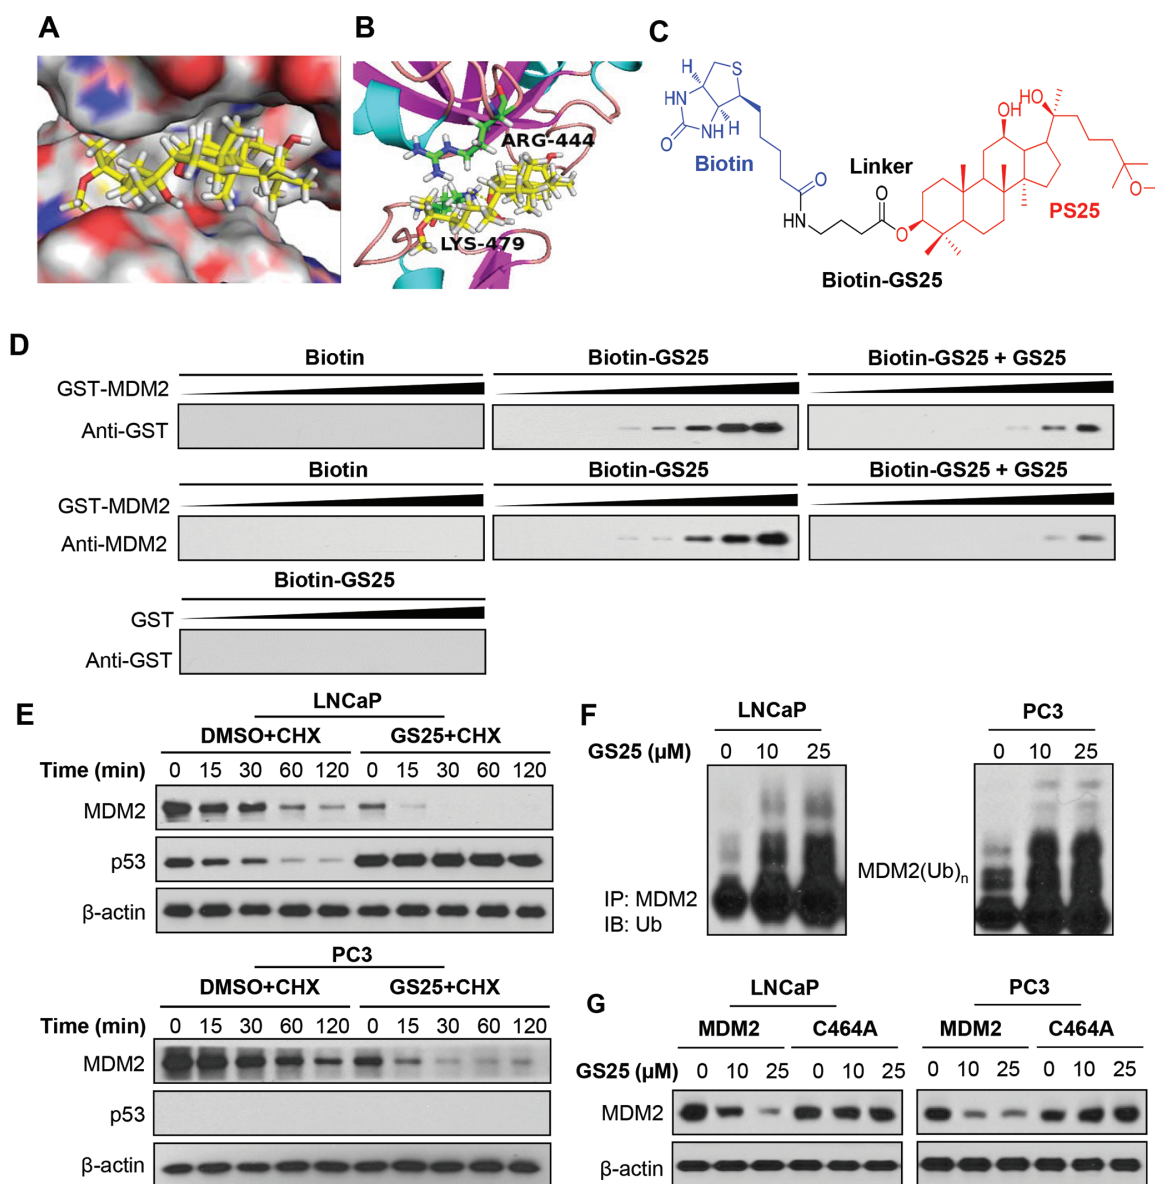 A
B
C
ARG-444
LYS-479
H
S
HN
NH
H
O
Biotin
O
HN
Linker
O
O
OH
HO
O
PS25
Biotin-GS25
D
Biotin
Biotin-GS25
Biotin-GS25 + GS25
GST-MDM2
Anti-GST
Biotin
Biotin-GS25
Biotin-GS25 + GS25
GST-MDM2
Anti-MDM2
Biotin-GS25
GST
Anti-GST
E
LNCaP
DMSO+CHX GS25+CHX
Time (min) 0 15 30 60 120 0 15 30 60 120
MDM2
p53
β-actin
PC3
DMSO+CHX GS25+CHX
Time (min) 0 15 30 60 120 0 15 30 60 120
MDM2
p53
β-actin
F
LNCaP PC3
GS25 (μM) 0 10 25 0 10 25
MDM2(Ub)n
IP: MDM2
IB: Ub
G
LNCaP PC3
MDM2 C464A MDM2 C464A
GS25 (μM) 0 10 25 0 10 25 0 10 25 0 10 25
MDM2
β-actin